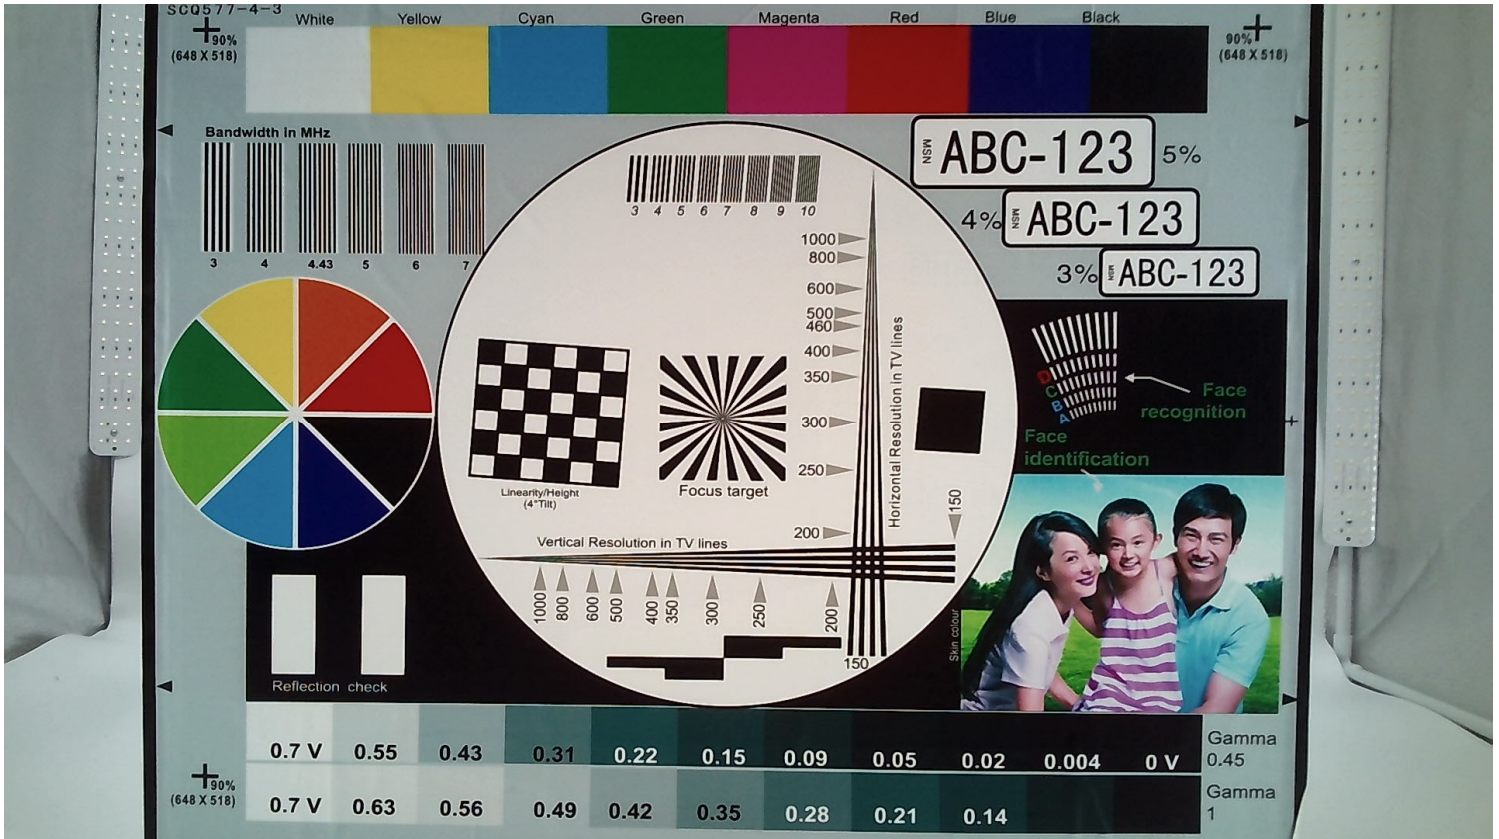 SCQ577-4-3
White Yellow Cyan Green Magenta Red Blue Black
90%
(648 X 518)
90%
(648 X 518)
Bandwidth in MHz
3 4 4.43 5 6 7
3 4 5 6 7 8 9 10
MSN ABC-123 5%
4% MSN ABC-123
3% MSN ABC-123
1000
800
600
500
460
400
350
300
250
200
Horizontal Resolution in TV lines
150
D
C
B
A
Face
recognition
Face
identification
Linearity/Height
(4°Tilt)
Focus target
Vertical Resolution in TV lines
1000 800 600 500 400 350 300 250 200
150
Skin colour
Reflection check
0.7 V 0.55 0.43 0.31 0.22 0.15 0.09 0.05 0.02 0.004 0 V
Gamma
0.45
90%
(648 X 518)
0.7 V 0.63 0.56 0.49 0.42 0.35 0.28 0.21 0.14
Gamma
1